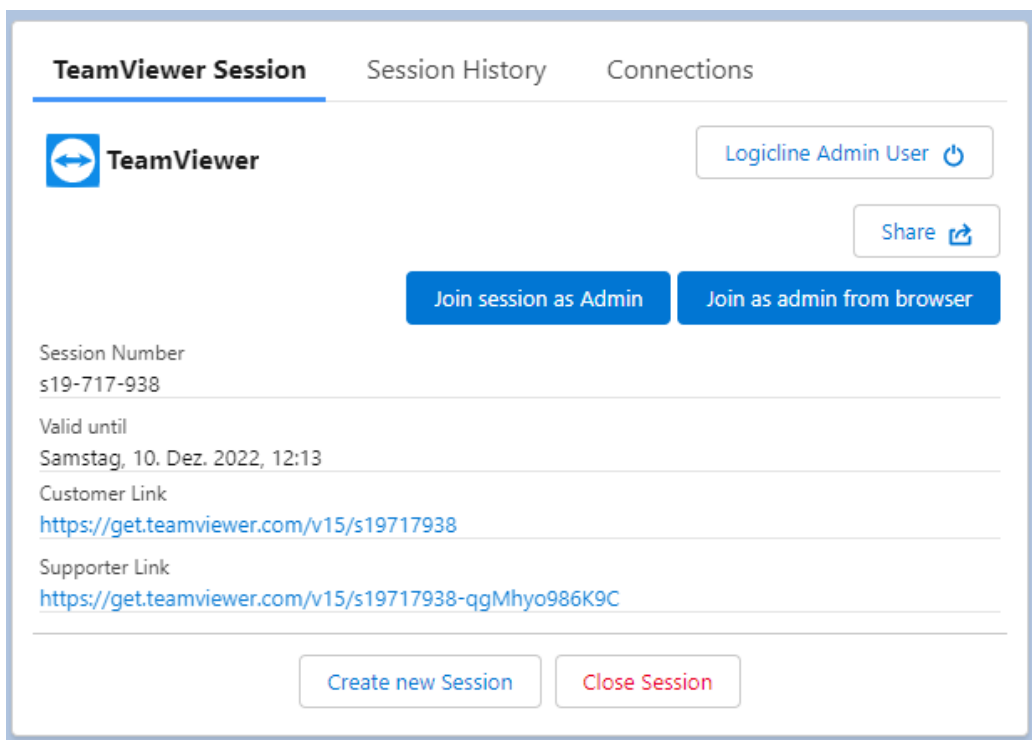 TeamViewer Session Session History Connections
TeamViewer
Logicline Admin User
Share
Join session as Admin Join as admin from browser
Session Number
s19-717-938
Valid until
Samstag, 10. Dez. 2022, 12:13
Customer Link
https://get.teamviewer.com/v15/s19717938
Supporter Link
https://get.teamviewer.com/v15/s19717938-qgMhyo986K9C
Create new Session Close Session